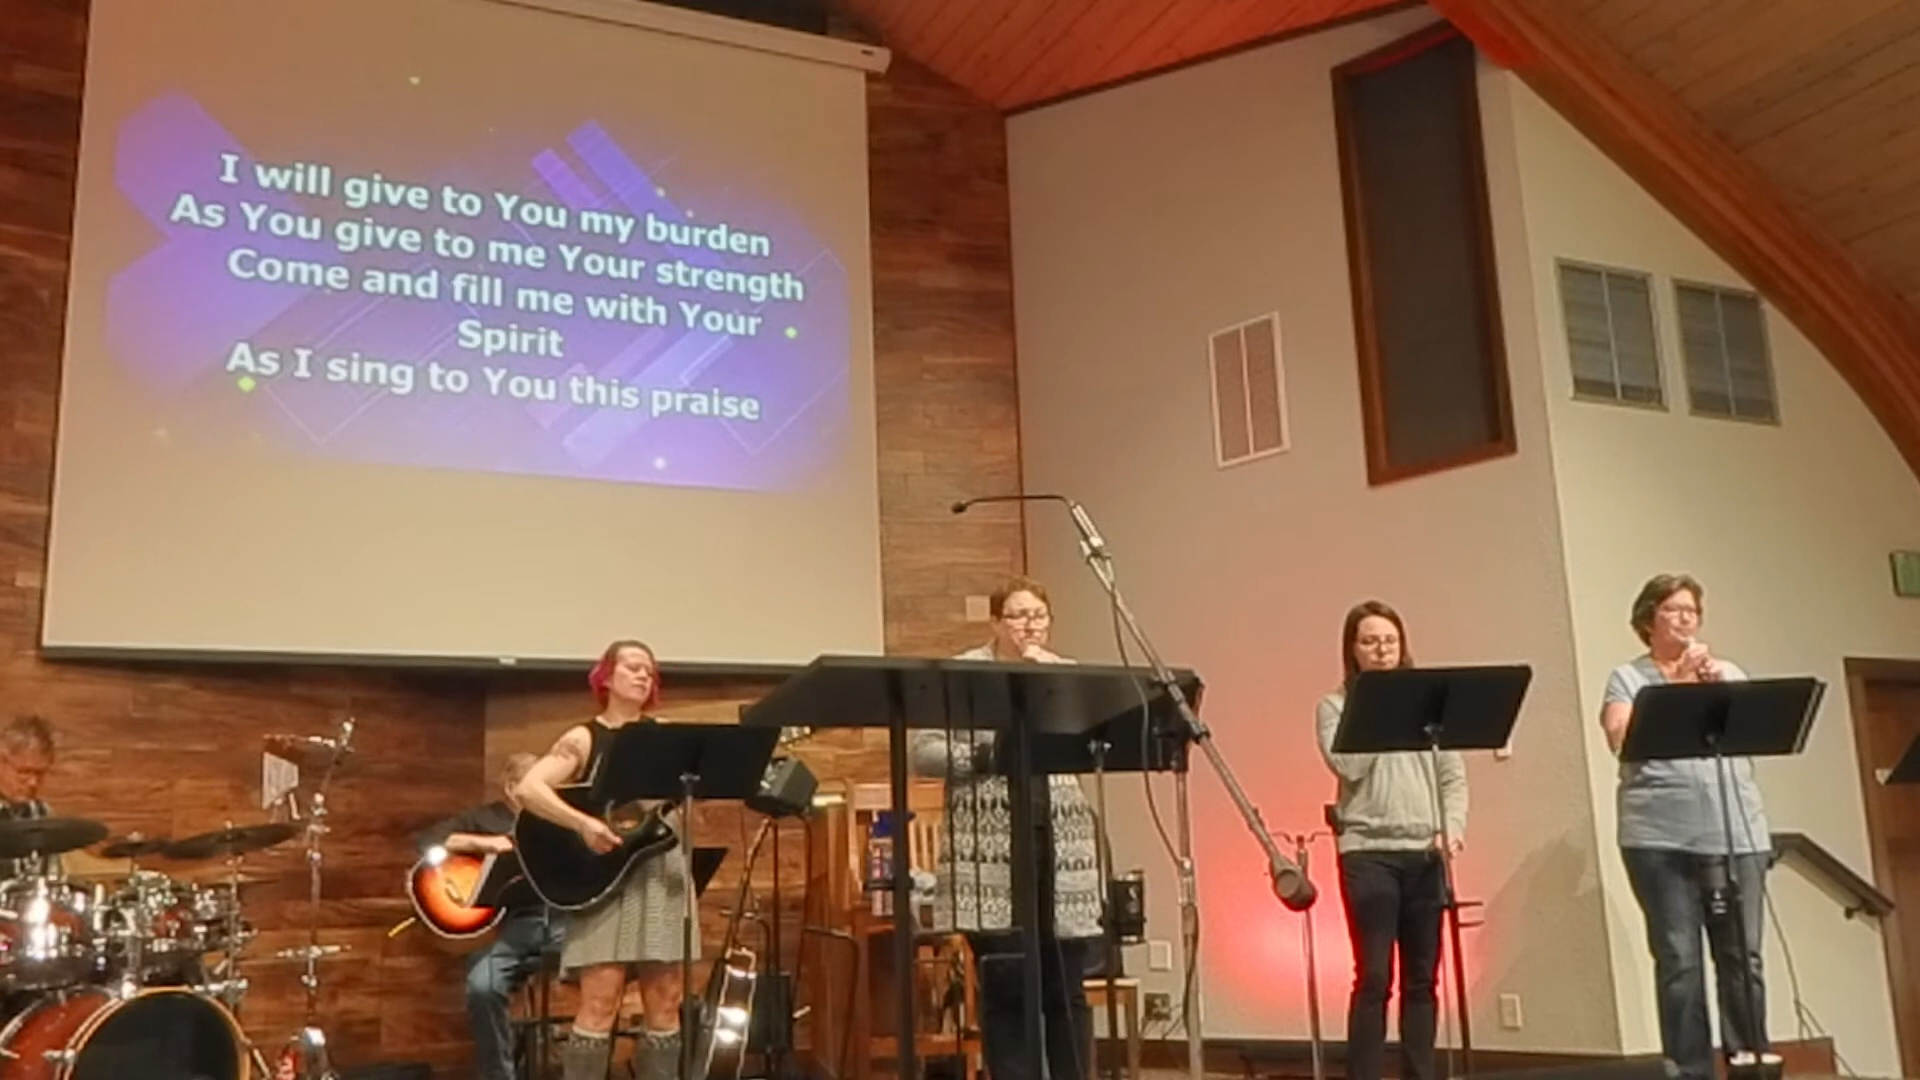 I will give to You my burden
As You give to me Your strength
Come and fill me with Your
Spirit
As I sing to You this praise